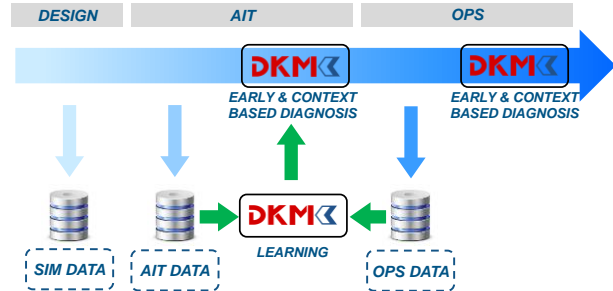 DESIGN
AIT
OPS
DKM
DKM
EARLY & CONTEXT
BASED DIAGNOSIS
EARLY & CONTEXT
BASED DIAGNOSIS
DKM
LEARNING
SIM DATA
AIT DATA
OPS DATA